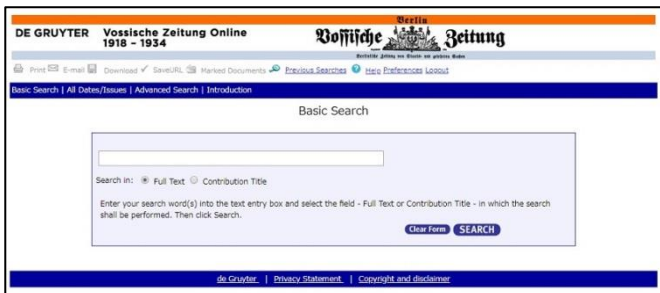 Berlin
DE GRUYTER Vossische Zeitung Online
1918 - 1934
Vossische Zeitung
Print E-mail Download SaveURL Marked Documents Previous Searches Help Preferences Logout
Basic Search | All Dates/Issues | Advanced Search | Introduction
Basic Search
Search in: Full Text Contribution Title
Enter your search word(s) into the text entry box and select the field - Full Text or Contribution Title - in which the search
shall be performed. Then click Search.
Clear Form SEARCH
de Gruyter | Privacy Statement | Copyright and disclaimer